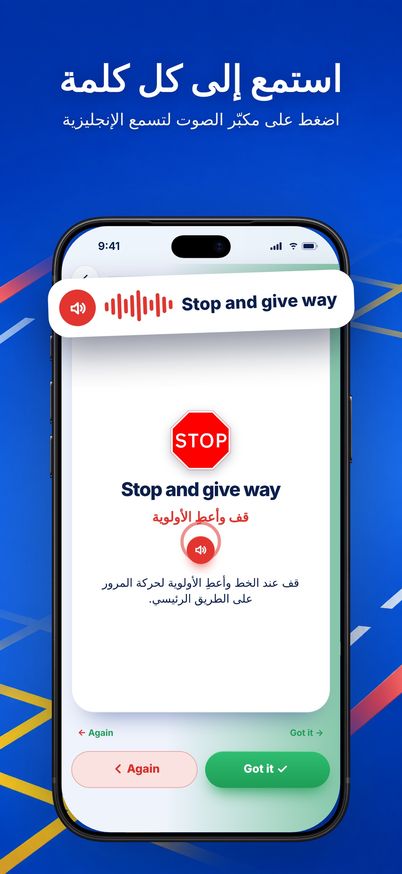 استمع إلى كل كلمة
اضغط على مكبّر الصوت لتسمع الإنجليزية
9:41
Stop and give way
STOP
Stop and give way
قف وأعطِ الأولوية
قف عند الخط وأعطِ الأولوية لحركة المرور
على الطريق الرئيسي.
← Again
Got it →
Again
Got it ✓